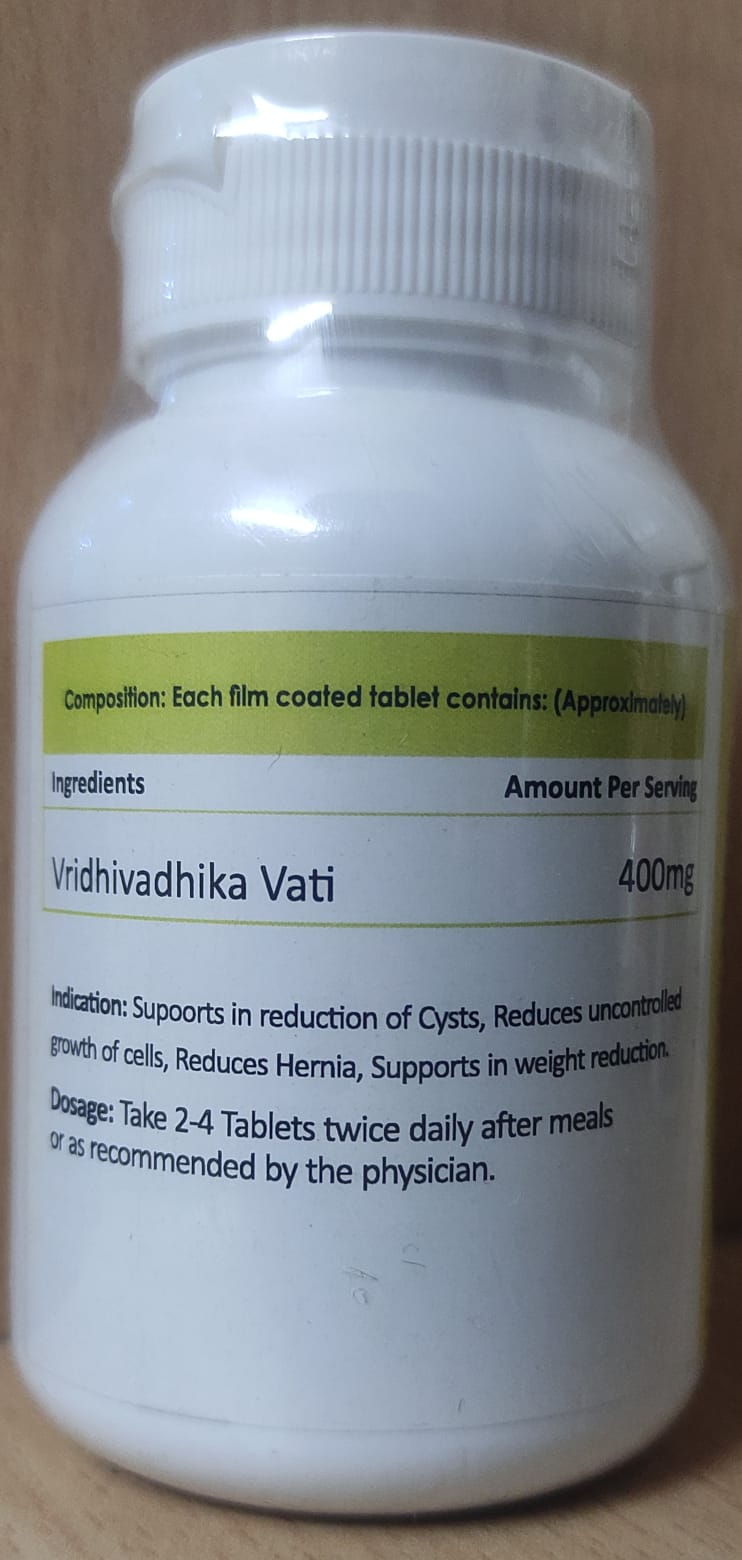 Composition: Each film coated tablet contains: (Approximately)
Ingredients Amount Per Serving
Vridhivadhika Vati 400mg
Indication: Supoorts in reduction of Cysts, Reduces uncontrolled
growth of cells, Reduces Hernia, Supports in weight reduction.
Dosage: Take 2-4 Tablets twice daily after meals
or as recommended by the physician.